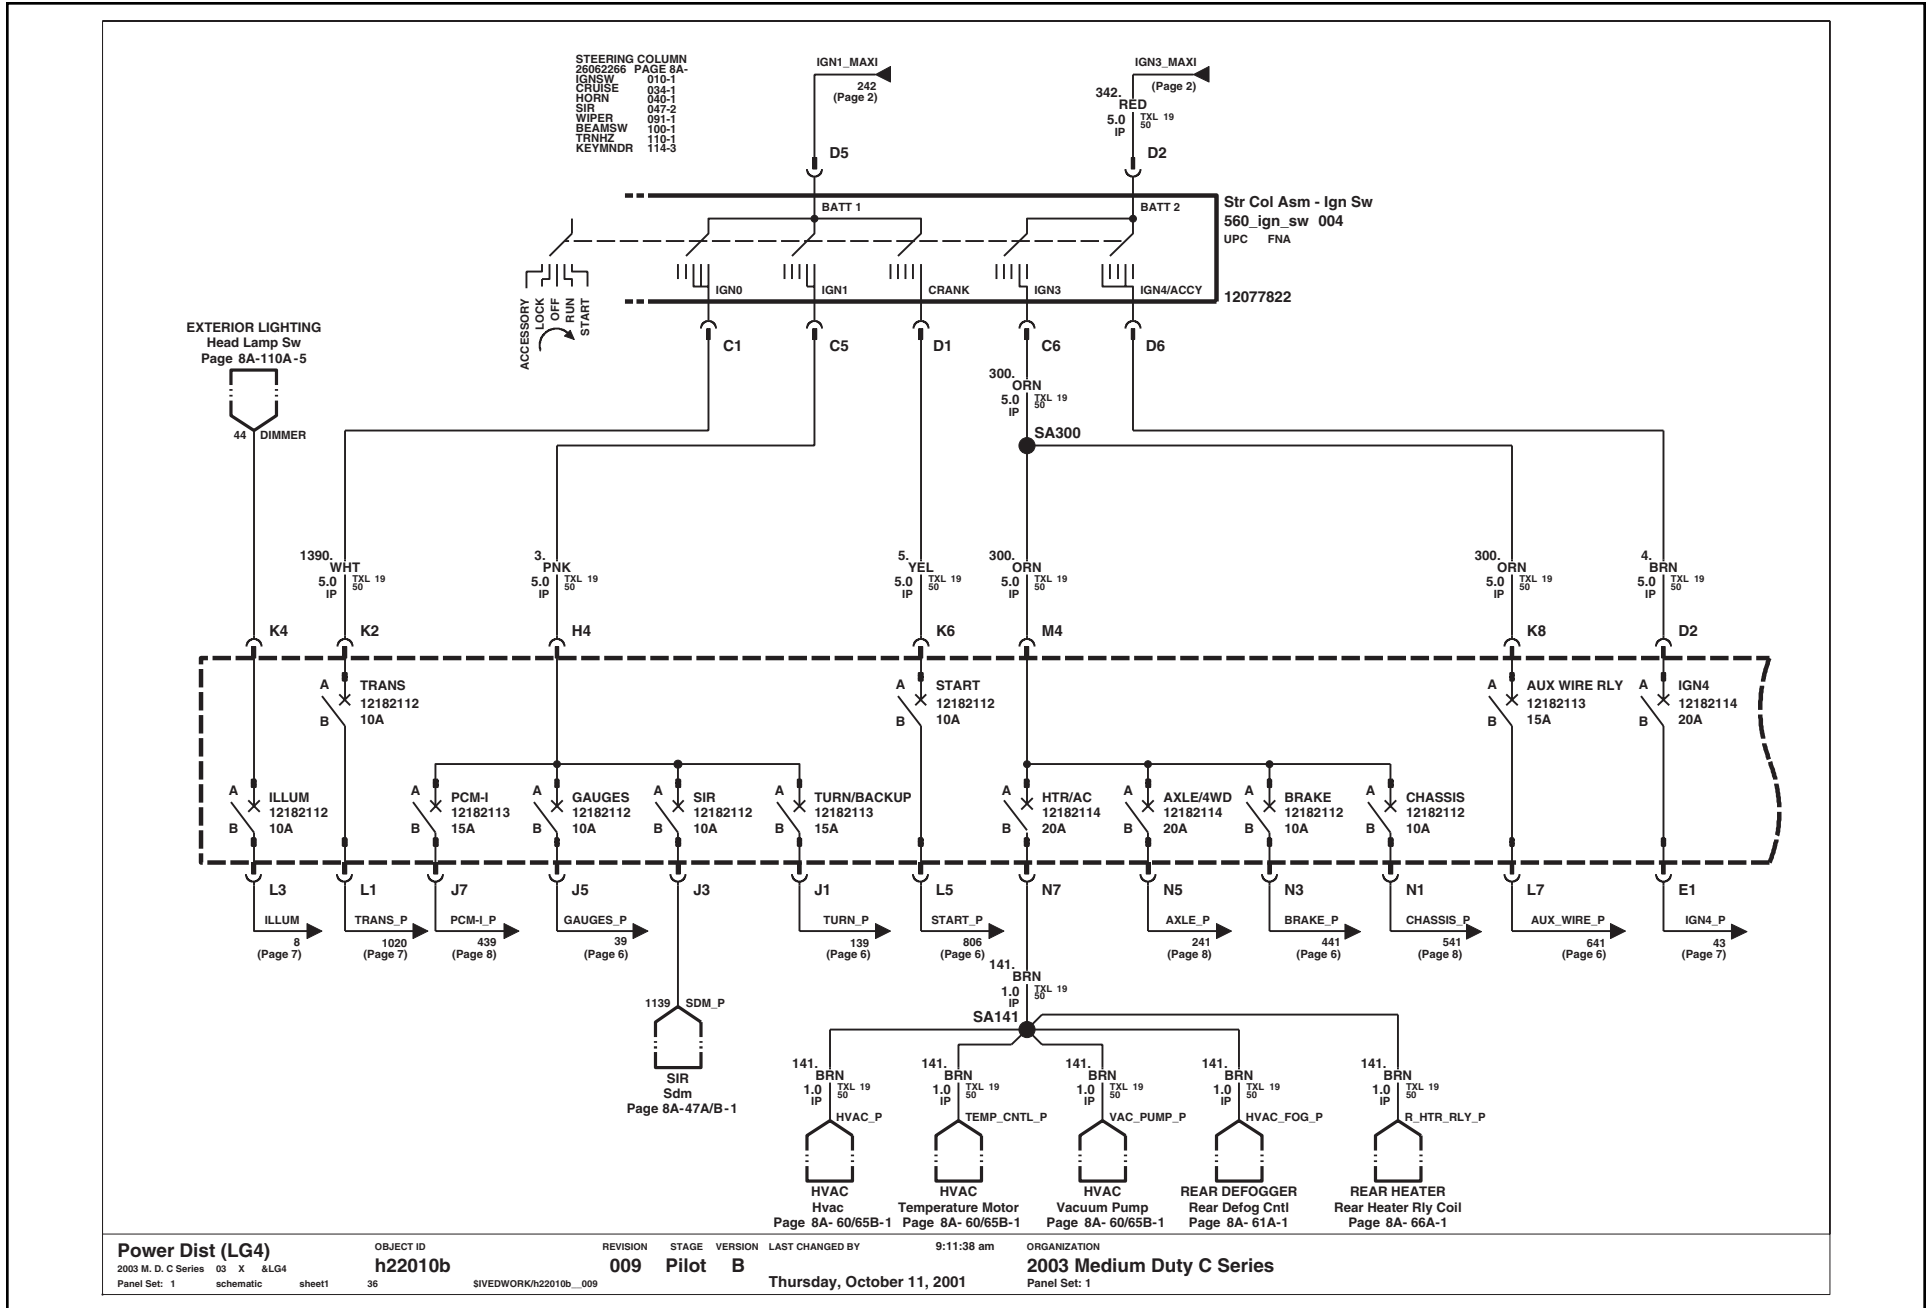 STEERING COLUMN
26062266 PAGE 8A-
IGNSW 010-1
CRUISE 034-1
HORN 040-1
SIR 047-2
WIPER 091-1
BEAMSW 100-1
TRNHZ 110-1
KEYMNDR 114-3
IGN1_MAXI
242
(Page 2)
IGN3_MAXI
(Page 2)
342.
RED
5.0 TXL 19
IP 50
D5
D2
BATT 1
BATT 2
Str Col Asm - Ign Sw
560_ign_sw 004
UPC FNA
12077822
ACCESSORY
LOCK
OFF
RUN
START
IGN0
IGN1
CRANK
IGN3
IGN4/ACCY
C1
C5
D1
C6
D6
EXTERIOR LIGHTING
Head Lamp Sw
Page 8A-110A-5
44 DIMMER
300.
ORN
5.0 TXL 19
IP 50
SA300
1390.
WHT
5.0 TXL 19
IP 50
3.
PNK
5.0 TXL 19
IP 50
5.
YEL
5.0 TXL 19
IP 50
300.
ORN
5.0 TXL 19
IP 50
300.
ORN
5.0 TXL 19
IP 50
4.
BRN
5.0 TXL 19
IP 50
K4
K2
H4
K6
M4
K8
D2
A
B
TRANS
12182112
10A
A
B
START
12182112
10A
A
B
AUX WIRE RLY
12182113
15A
A
B
IGN4
12182114
20A
A
B
ILLUM
12182112
10A
A
B
PCM-I
12182113
15A
A
B
GAUGES
12182112
10A
A
B
SIR
12182112
10A
A
B
TURN/BACKUP
12182113
15A
A
B
HTR/AC
12182114
20A
A
B
AXLE/4WD
12182114
20A
A
B
BRAKE
12182112
10A
A
B
CHASSIS
12182112
10A
L3
L1
J7
J5
J3
J1
L5
N7
N5
N3
N1
L7
E1
ILLUM
8
(Page 7)
TRANS_P
1020
(Page 7)
PCM-I_P
439
(Page 8)
GAUGES_P
39
(Page 6)
TURN_P
139
(Page 6)
START_P
806
(Page 6)
AXLE_P
241
(Page 8)
BRAKE_P
441
(Page 6)
CHASSIS_P
541
(Page 8)
AUX_WIRE_P
641
(Page 6)
IGN4_P
43
(Page 7)
141.
BRN
1.0 TXL 19
IP 50
SA141
1139 SDM_P
SIR
Sdm
Page 8A-47A/B-1
141.
BRN
1.0 TXL 19
IP 50
HVAC_P
HVAC
Hvac
Page 8A- 60/65B-1
141.
BRN
1.0 TXL 19
IP 50
TEMP_CNTL_P
HVAC
Temperature Motor
Page 8A- 60/65B-1
141.
BRN
1.0 TXL 19
IP 50
VAC_PUMP_P
HVAC
Vacuum Pump
Page 8A- 60/65B-1
141.
BRN
1.0 TXL 19
IP 50
HVAC_FOG_P
REAR DEFOGGER
Rear Defog Cntl
Page 8A- 61A-1
141.
BRN
1.0 TXL 19
IP 50
R_HTR_RLY_P
REAR HEATER
Rear Heater Rly Coil
Page 8A- 66A-1
Power Dist (LG4)
2003 M. D. C Series 03 X &LG4
Panel Set: 1 schematic sheet1 36 $IVEDWORK/h22010b__009
OBJECT ID
h22010b
REVISION
009
STAGE
Pilot
VERSION
B
LAST CHANGED BY 9:11:38 am
Thursday, October 11, 2001
ORGANIZATION
2003 Medium Duty C Series
Panel Set: 1